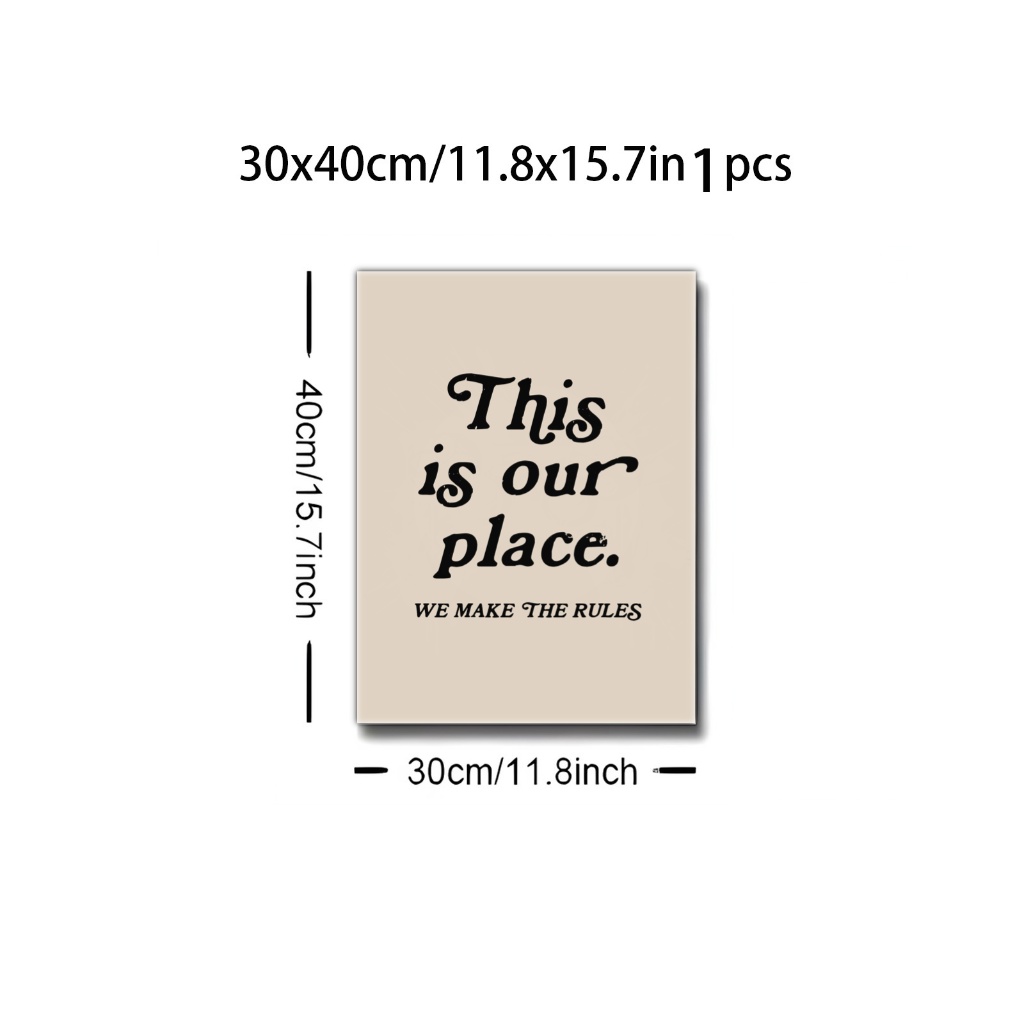 30x40cm/11.8x15.7in 1 pcs
40cm/15.7inch
This
is our
place.
WE MAKE THE RULES
30cm/11.8inch